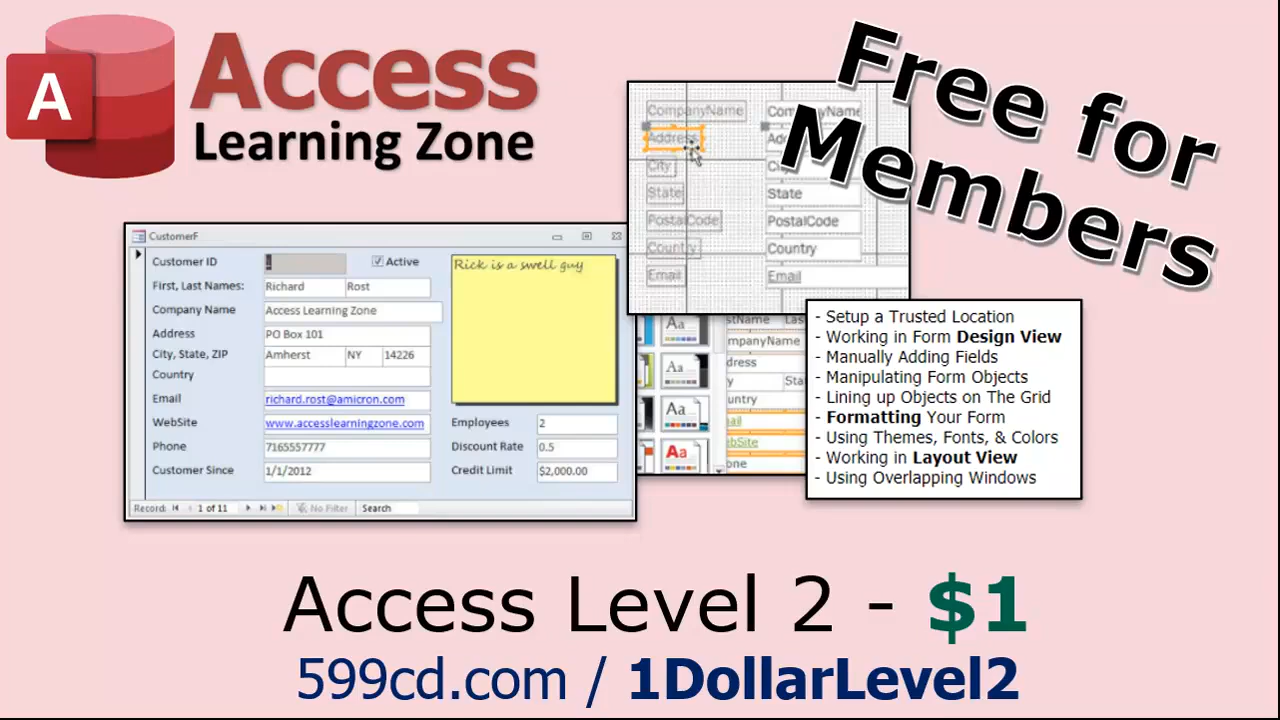 A
Access
Learning Zone
Free for
Members
CompanyName CompanyName
Address
City
State State
PostalCode PostalCode
Country Country
Email Email
CustomerF
Customer ID Active
First, Last Names: Richard Rost
Company Name Access Learning Zone
Address PO Box 101
City, State, ZIP Amherst NY 14226
Country
Email richard.rost@amicron.com
WebSite www.accesslearningzone.com
Phone 7165557777
Customer Since 1/1/2012
Rick is a swell guy
Employees 2
Discount Rate 0.5
Credit Limit $2,000.00
Record: 1 of 11 No Filter Search
Aa
Aa
Aa
Aa
- Setup a Trusted Location
- Working in Form Design View
- Manually Adding Fields
- Manipulating Form Objects
- Lining up Objects on The Grid
- Formatting Your Form
- Using Themes, Fonts, & Colors
- Working in Layout View
- Using Overlapping Windows
Access Level 2 - $1
599cd.com / 1DollarLevel2